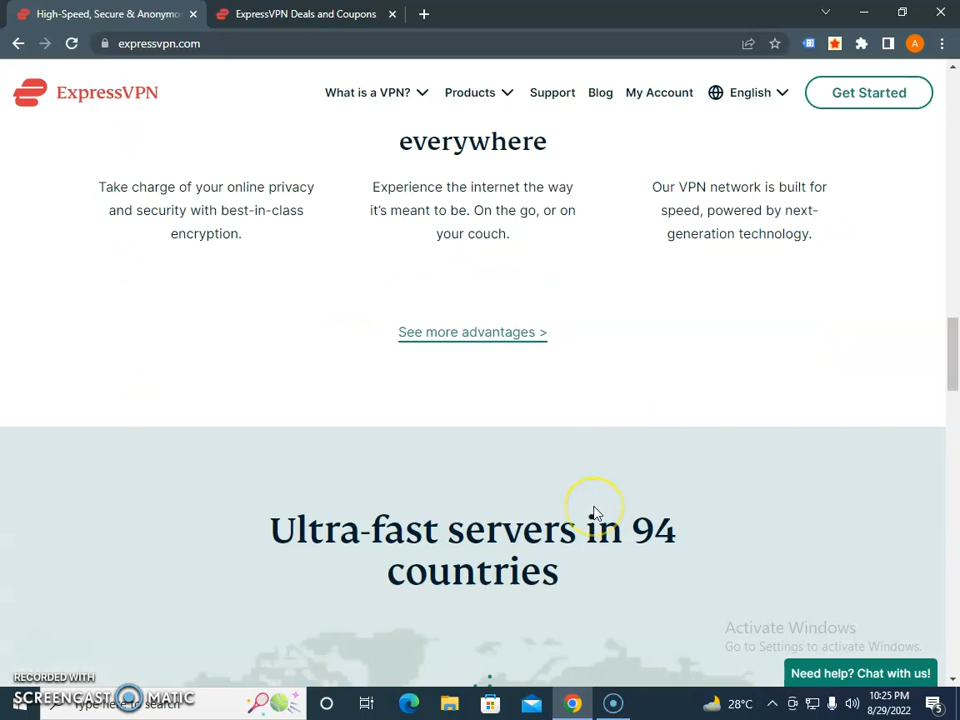 High-Speed, Secure & Anonymo
ExpressVPN Deals and Coupons
expressvpn.com
A
ExpressVPN
What is a VPN?
Products
Support
Blog
My Account
English
Get Started
everywhere
Take charge of your online privacy
and security with best-in-class
encryption.
Experience the internet the way
it's meant to be. On the go, or on
your couch.
Our VPN network is built for
speed, powered by next-
generation technology.
See more advantages >
Ultra-fast servers in 94
countries
Activate Windows
Go to Settings to activate Windows.
Need help? Chat with us!
RECORDED WITH
SCREENCAST MATIC
Type here to search
28°C
10:25 PM
8/29/2022
5